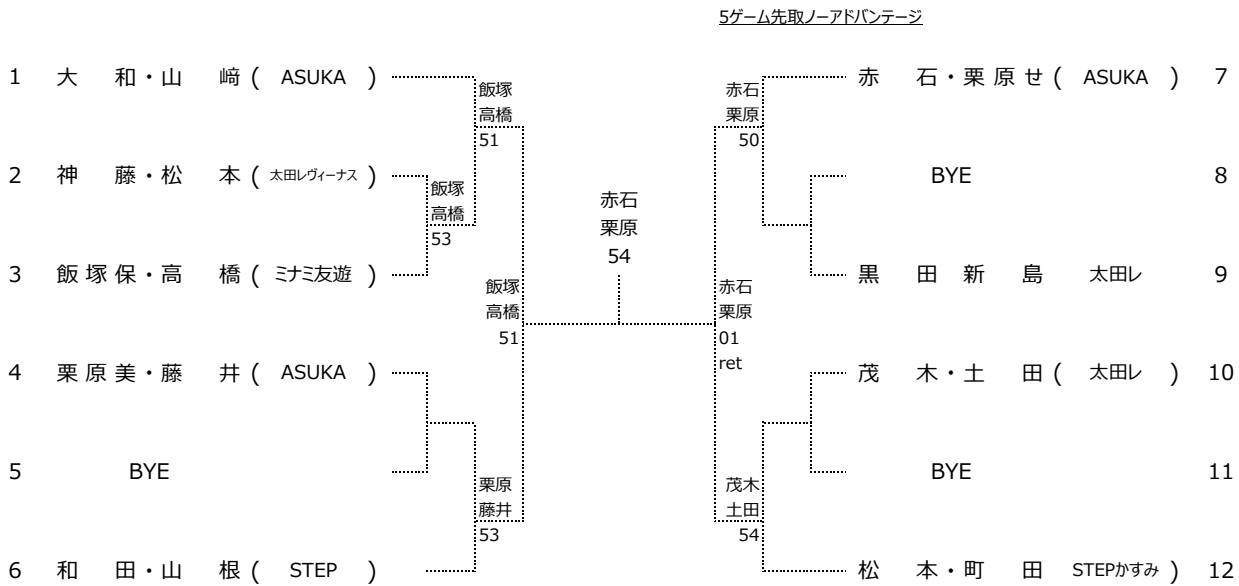 5ゲーム先取ノーアドバンテージ
1 大 和・山 﨑 ( ASUKA )
飯塚
高橋
51
2 神 藤・松 本 ( 太田レヴィーナス )
飯塚
高橋
53
3 飯塚保・高 橋 ( ミナミ友遊 )
飯塚
高橋
51
4 栗原美・藤 井 ( ASUKA )
5 BYE
栗原
藤井
53
6 和 田・山 根 ( STEP )
赤石
栗原
54
赤 石・栗原せ ( ASUKA ) 7
赤石
栗原
50
BYE 8
黒 田 新 島 太田レ 9
赤石
栗原
01
ret
茂 木・土 田 ( 太田レ ) 10
BYE 11
茂木
土田
54
松 本・町 田 STEPかすみ ) 12